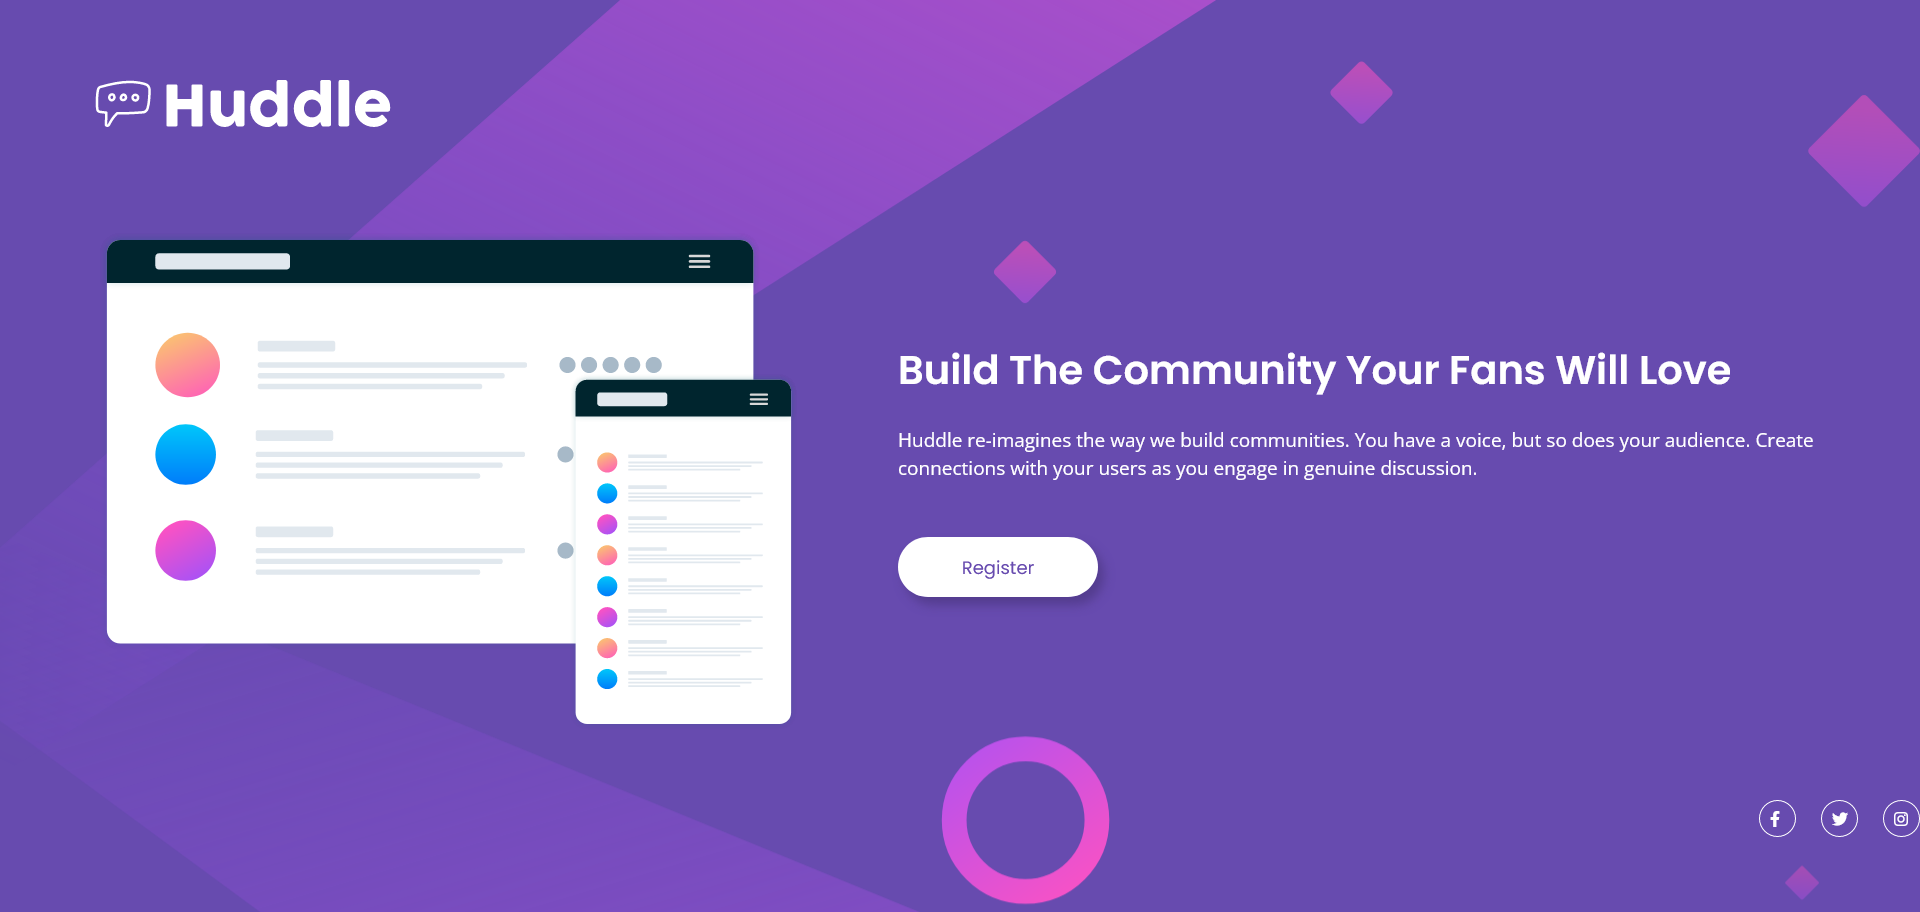 Huddle
Build The Community Your Fans Will Love
Huddle re-imagines the way we build communities. You have a voice, but so does your audience. Create
connections with your users as you engage in genuine discussion.
Register